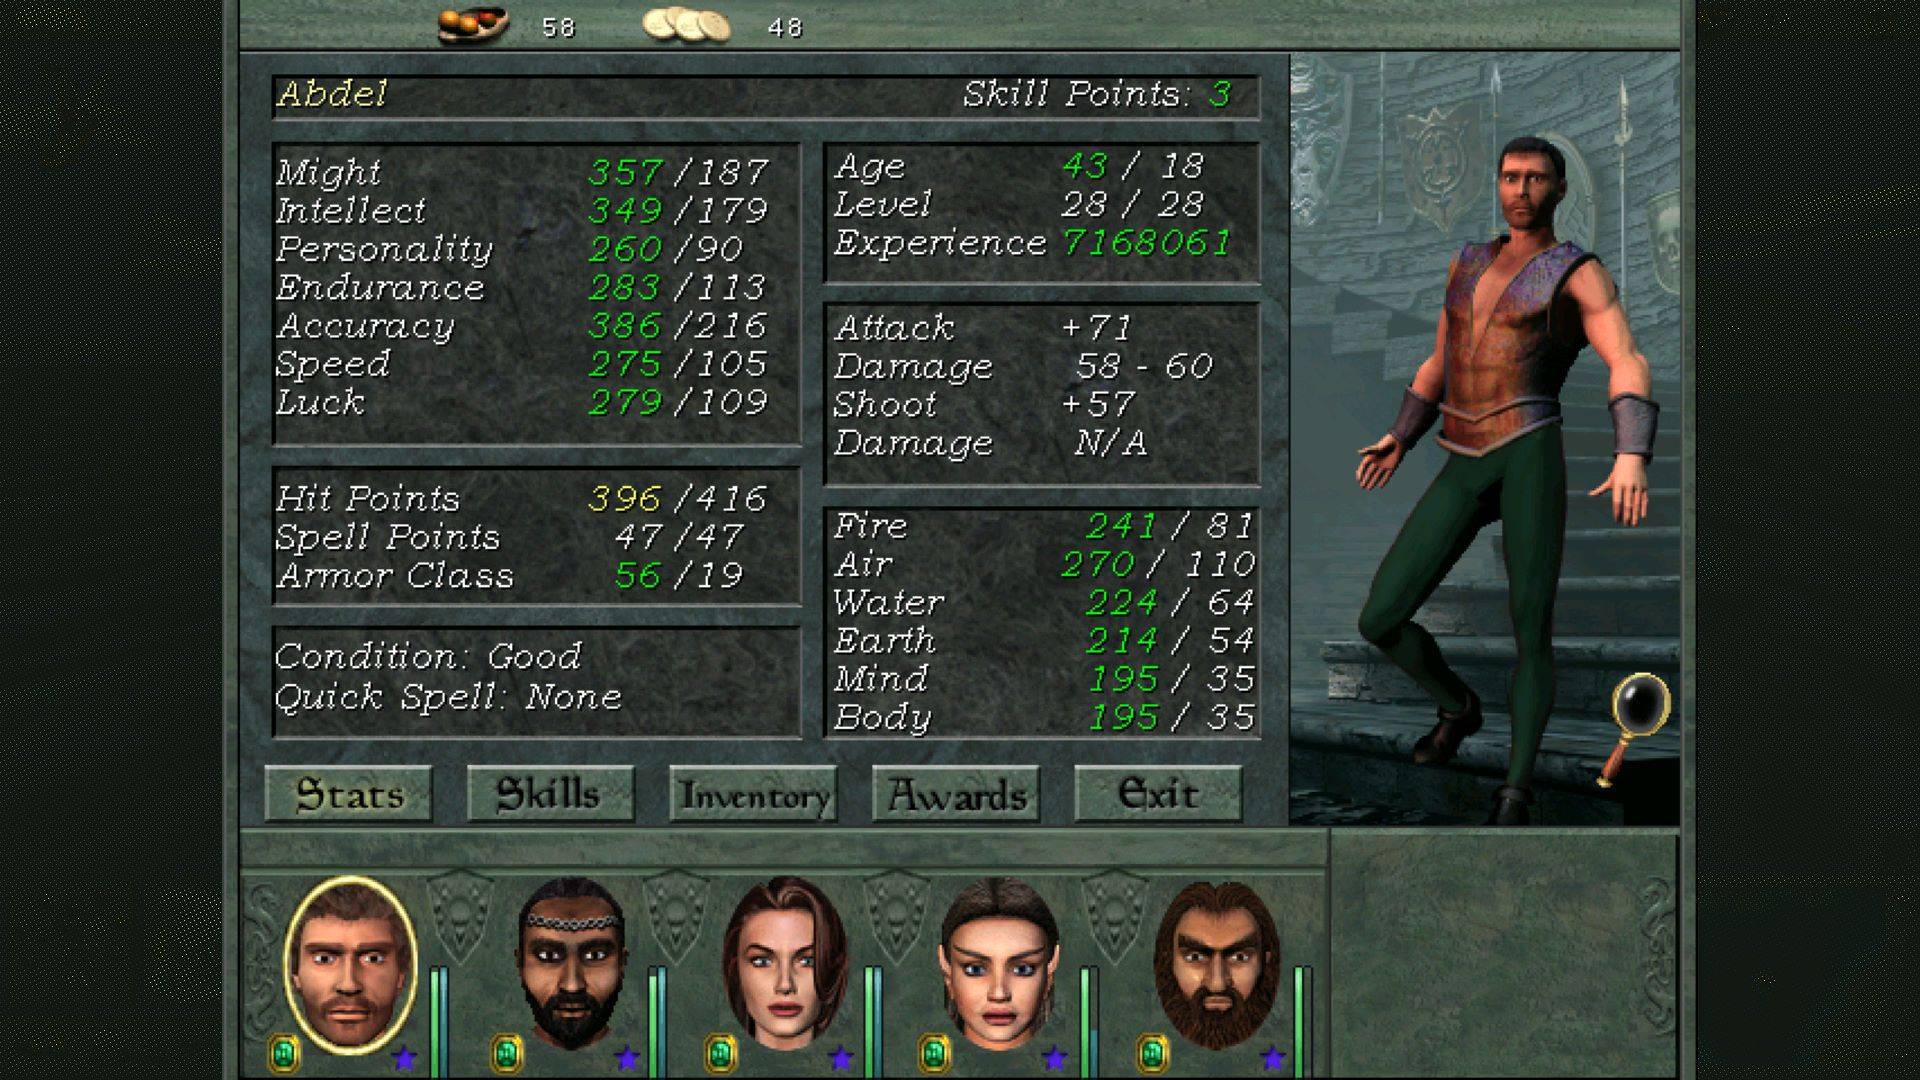 58 48
Abdel Skill Points: 3
Might 357 /187
Intellect 349 /179
Personality 260 /90
Endurance 283 /113
Accuracy 386 /216
Speed 275 /105
Luck 279 /109
Hit Points 396 /416
Spell Points 47 /47
Armor Class 56 /19
Condition: Good
Quick Spell: None
Age 43 / 18
Level 28 / 28
Experience 7168061
Attack +71
Damage 58 - 60
Shoot +57
Damage N/A
Fire 241 / 81
Air 270 / 110
Water 224 / 64
Earth 214 / 54
Mind 195 / 35
Body 195 / 35
Stats Skills Inventory Awards Exit